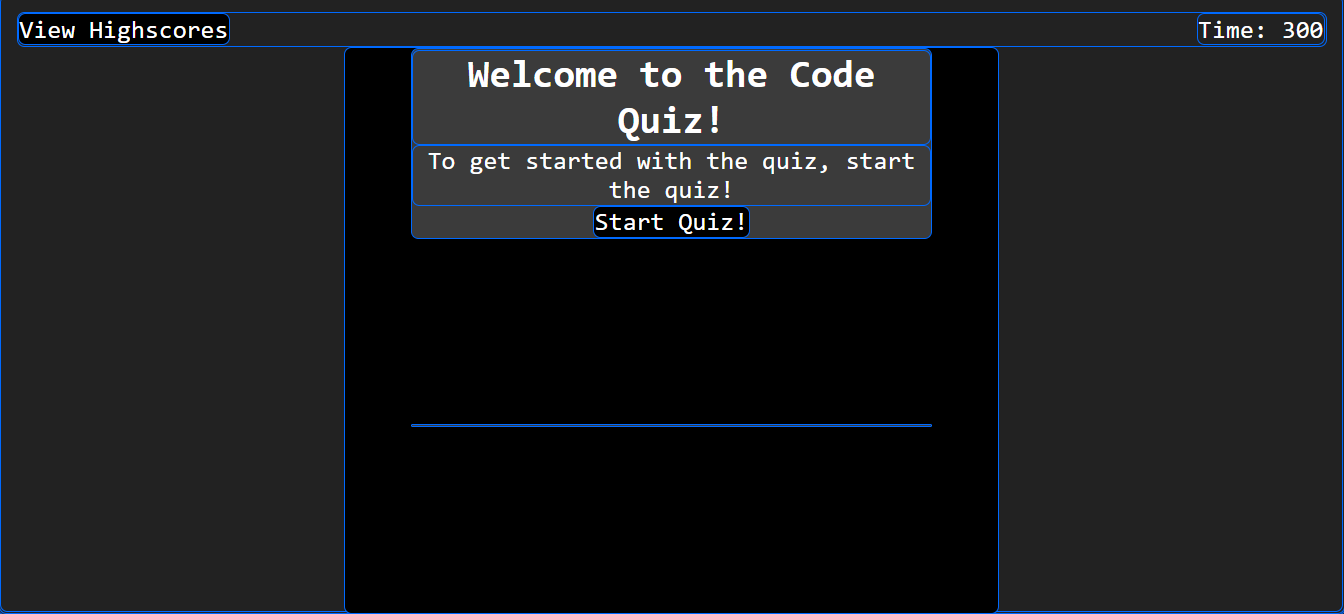 View Highscores
Time: 300
Welcome to the Code
Quiz!
To get started with the quiz, start
the quiz!
Start Quiz!